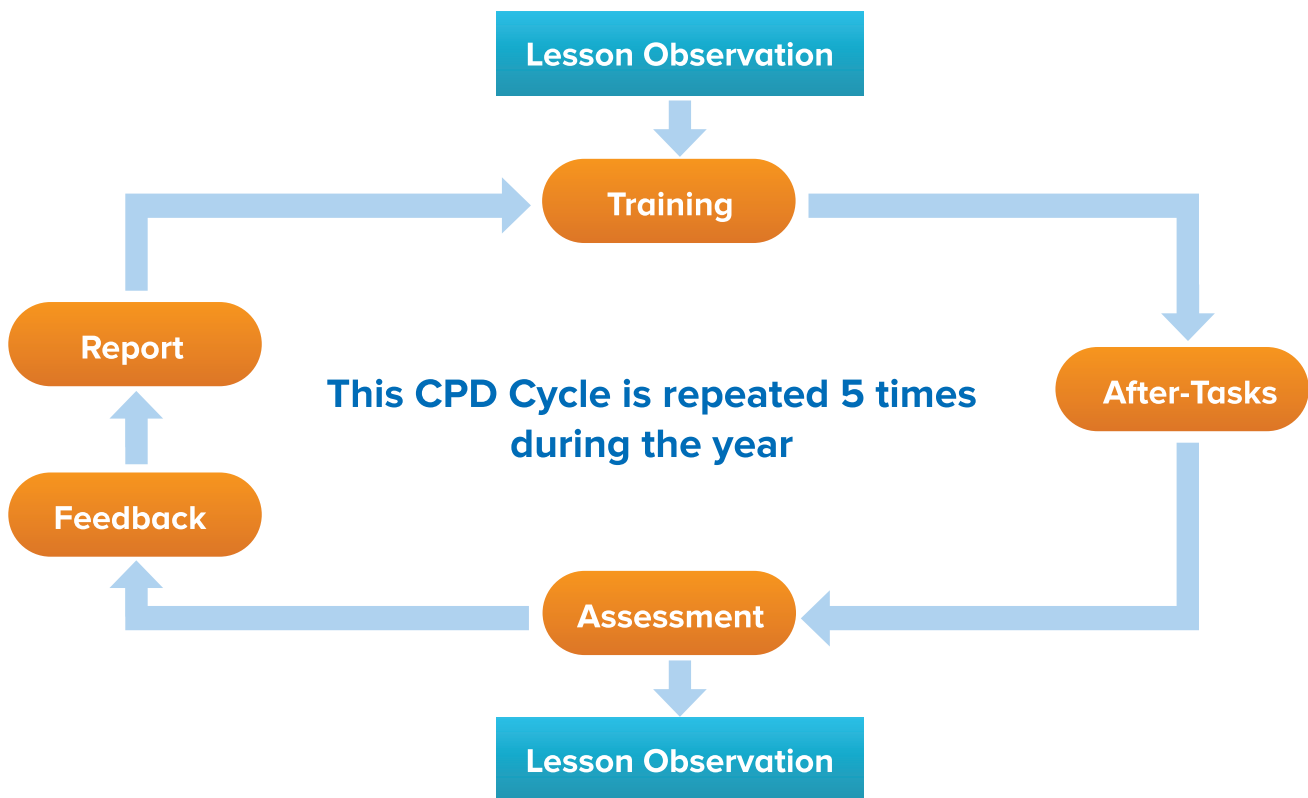 Lesson Observation
Training
Report
After-Tasks
This CPD Cycle is repeated 5 times
during the year
Feedback
Assessment
Lesson Observation